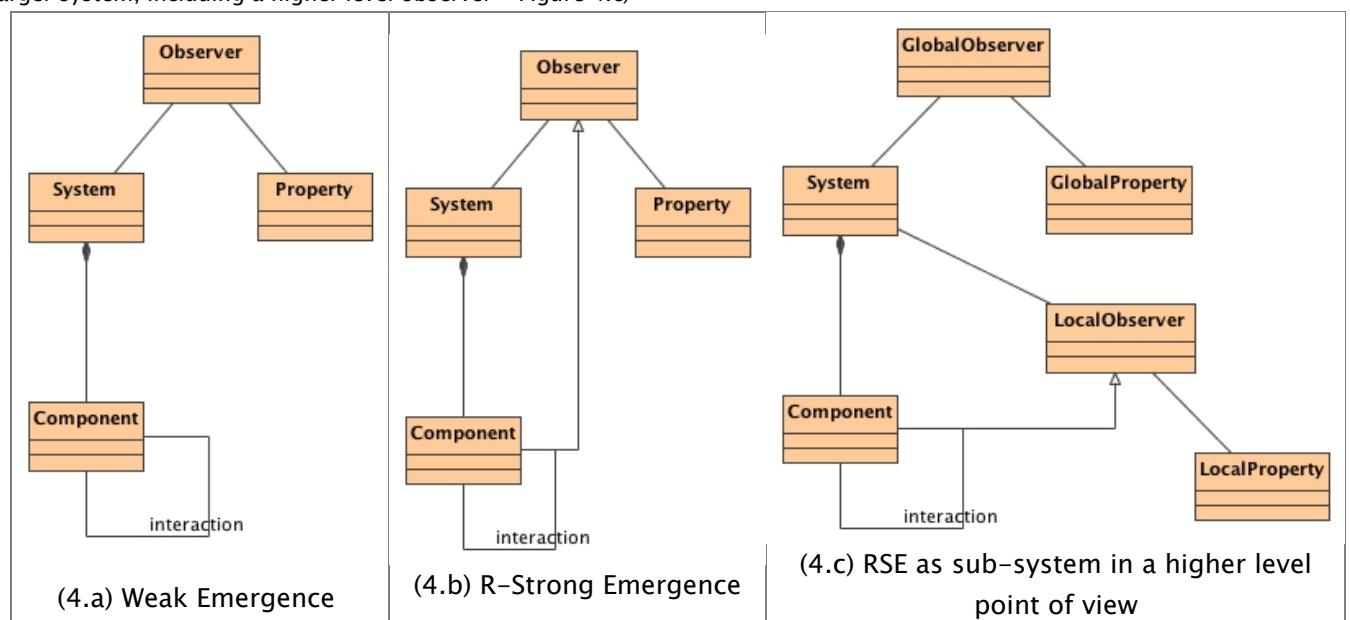 arger system, including a higher level observer – Figure 4.c)
Observer
System
Property
Component
interaction
(4.a) Weak Emergence
Observer
System
Property
Component
interaction
(4.b) R-Strong Emergence
GlobalObserver
System
GlobalProperty
LocalObserver
Component
LocalProperty
interaction
(4.c) RSE as sub-system in a higher level
point of view